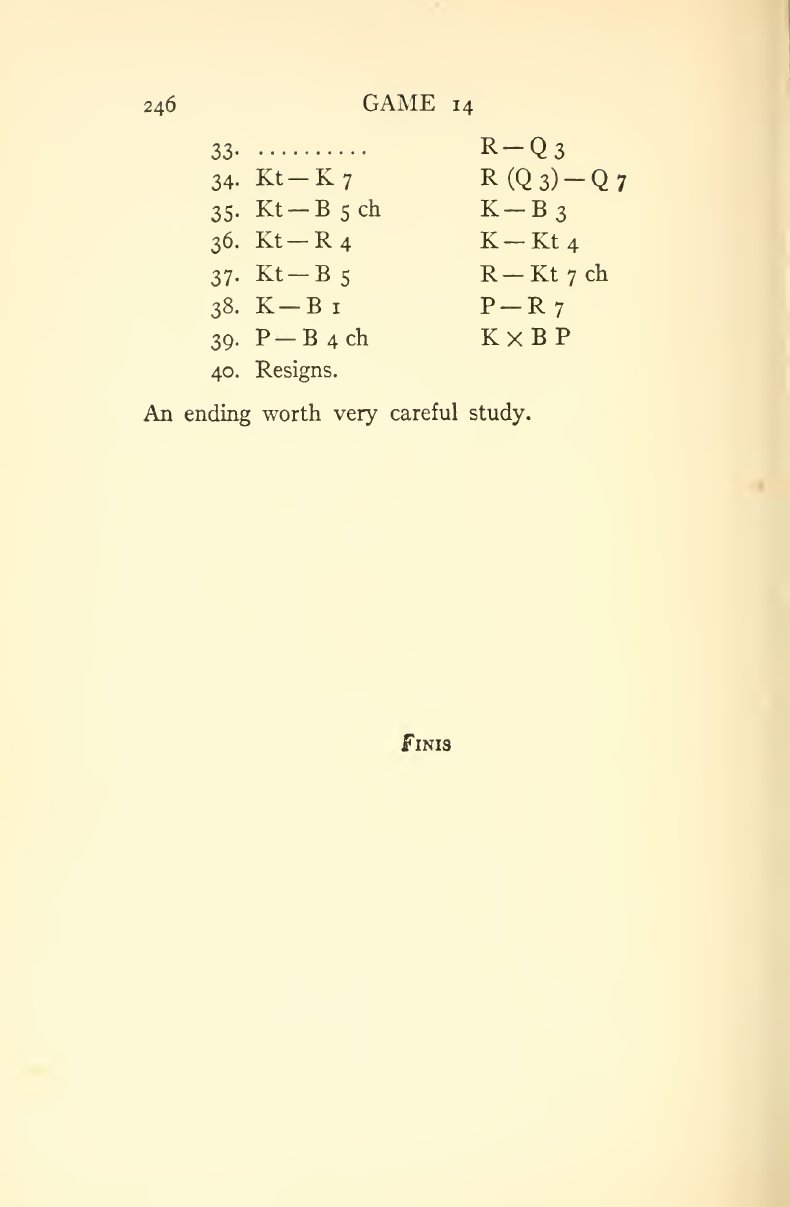 246 GAME 14
33. .......... R—Q 3
34. Kt—K 7 R (Q 3)—Q 7
35. Kt—B 5 ch K—B 3
36. Kt—R 4 K—Kt 4
37. Kt—B 5 R—Kt 7 ch
38. K—B 1 P—R 7
39. P—B 4 ch K × B P
40. Resigns.
An ending worth very careful study.
FINIS